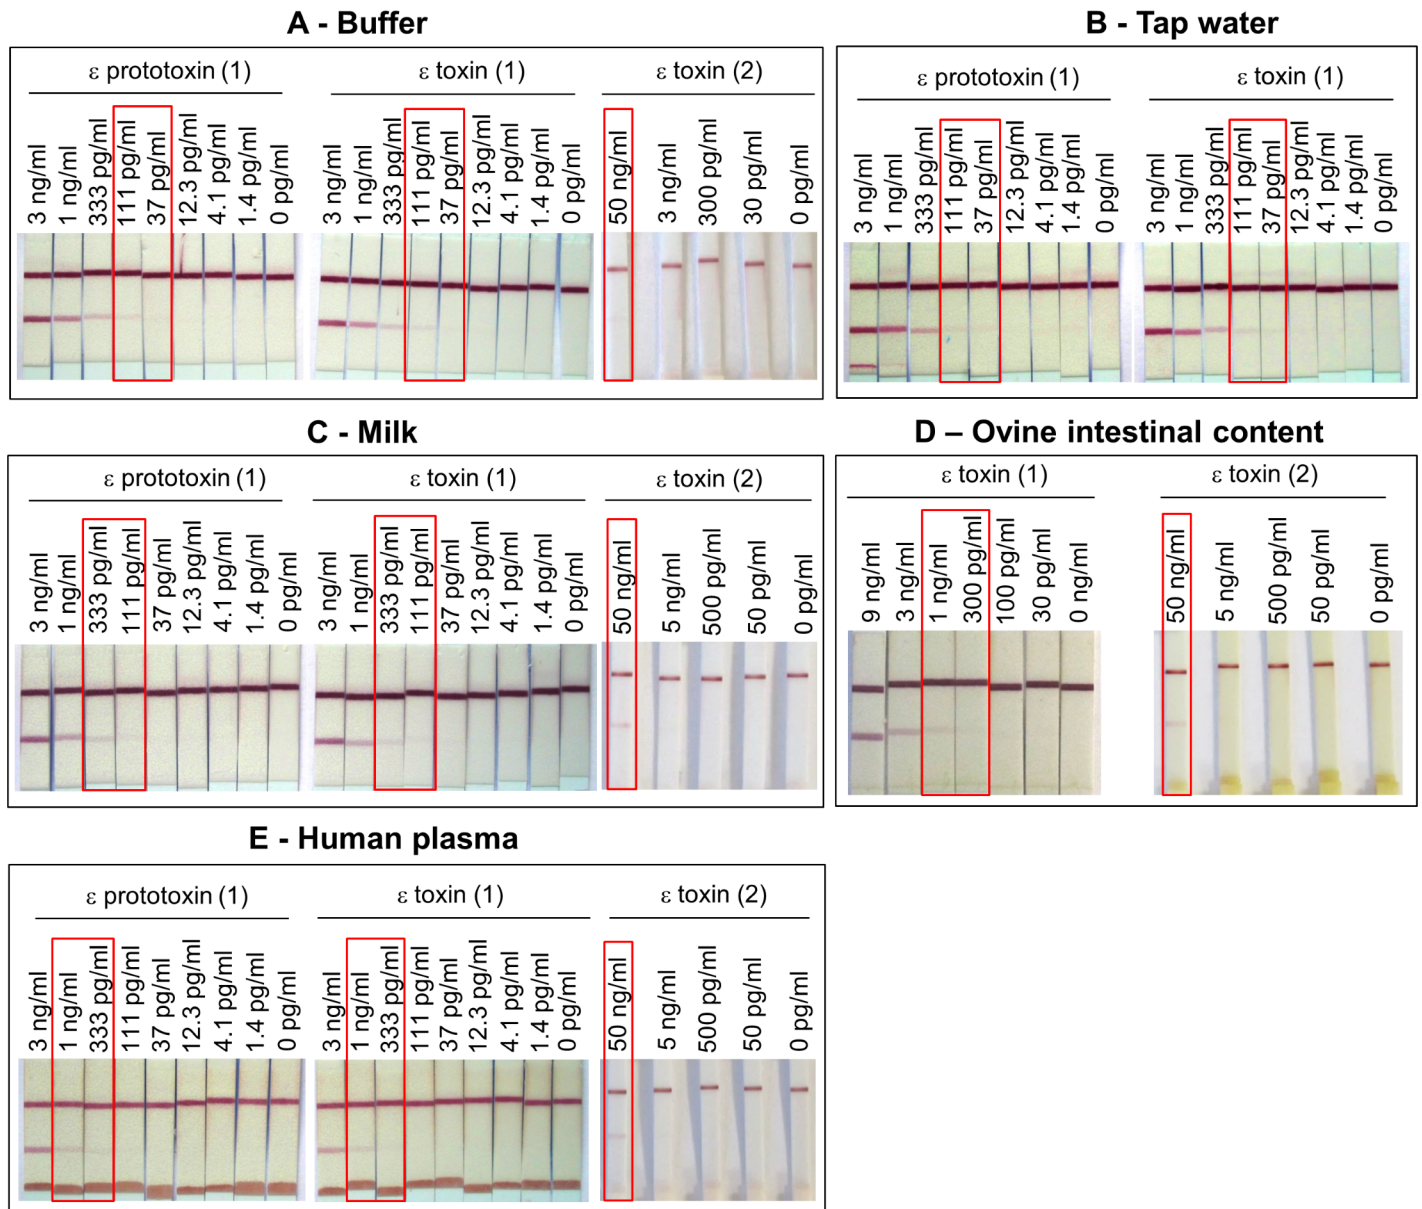 A - Buffer
ε prototoxin (1)
ε toxin (1)
ε toxin (2)
3 ng/ml
1 ng/ml
333 pg/ml
111 pg/ml
37 pg/ml
12.3 pg/ml
4.1 pg/ml
1.4 pg/ml
0 pg/ml
3 ng/ml
1 ng/ml
333 pg/ml
111 pg/ml
37 pg/ml
12.3 pg/ml
4.1 pg/ml
1.4 pg/ml
0 pg/ml
50 ng/ml
3 ng/ml
300 pg/ml
30 pg/ml
0 pg/ml
B - Tap water
ε prototoxin (1)
ε toxin (1)
3 ng/ml
1 ng/ml
333 pg/ml
111 pg/ml
37 pg/ml
12.3 pg/ml
4.1 pg/ml
1.4 pg/ml
0 pg/ml
3 ng/ml
1 ng/ml
333 pg/ml
111 pg/ml
37 pg/ml
12.3 pg/ml
4.1 pg/ml
1.4 pg/ml
0 pg/ml
C - Milk
ε prototoxin (1)
ε toxin (1)
ε toxin (2)
3 ng/ml
1 ng/ml
333 pg/ml
111 pg/ml
37 pg/ml
12.3 pg/ml
4.1 pg/ml
1.4 pg/ml
0 pg/ml
3 ng/ml
1 ng/ml
333 pg/ml
111 pg/ml
37 pg/ml
12.3 pg/ml
4.1 pg/ml
1.4 pg/ml
0 pg/ml
50 ng/ml
5 ng/ml
500 pg/ml
50 pg/ml
0 pg/ml
D – Ovine intestinal content
ε toxin (1)
ε toxin (2)
9 ng/ml
3 ng/ml
1 ng/ml
300 pg/ml
100 pg/ml
30 pg/ml
0 ng/ml
50 ng/ml
5 ng/ml
500 pg/ml
50 pg/ml
0 pg/ml
E - Human plasma
ε prototoxin (1)
ε toxin (1)
ε toxin (2)
3 ng/ml
1 ng/ml
333 pg/ml
111 pg/ml
37 pg/ml
12.3 pg/ml
4.1 pg/ml
1.4 pg/ml
0 pg/ml
3 ng/ml
1 ng/ml
333 pg/ml
111 pg/ml
37 pg/ml
12.3 pg/ml
4.1 pg/ml
1.4 pg/ml
0 pg/ml
50 ng/ml
5 ng/ml
500 pg/ml
50 pg/ml
0 pg/ml